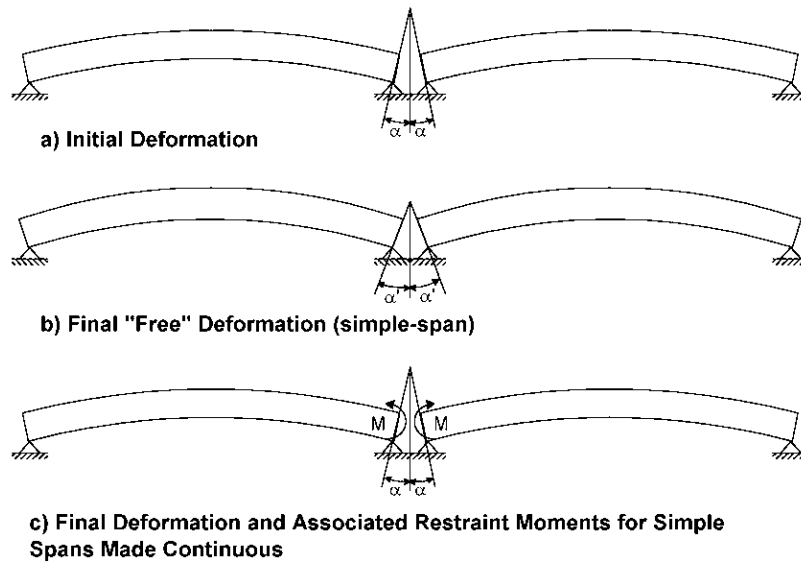 α α
a) Initial Deformation
α' α'
b) Final "Free" Deformation (simple-span)
M M
α α
c) Final Deformation and Associated Restraint Moments for Simple
Spans Made Continuous